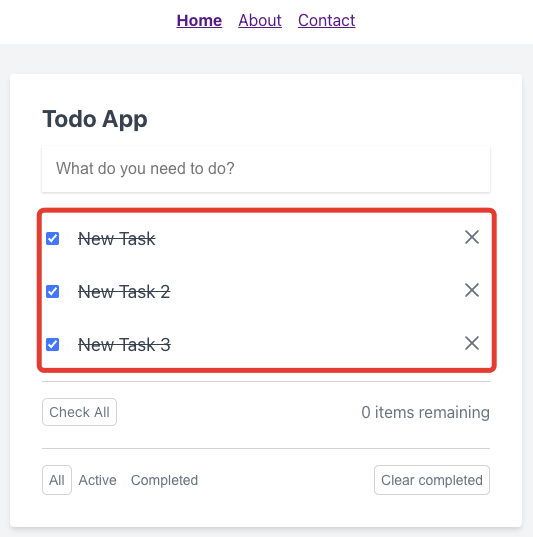 Home About Contact
Todo App
What do you need to do?
New Task
New Task 2
New Task 3
Check All 0 items remaining
All Active Completed Clear completed